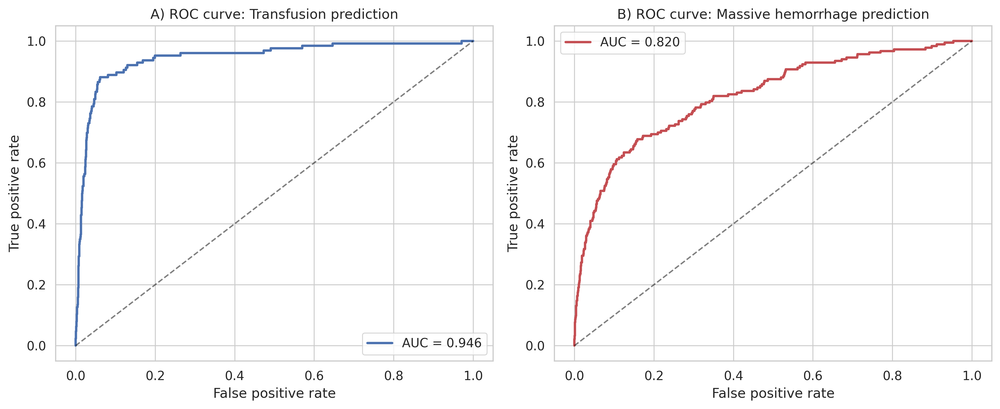 A) ROC curve: Transfusion prediction
True positive rate
1.0
0.8
0.6
0.4
0.2
0.0
AUC = 0.946
0.0 0.2 0.4 0.6 0.8 1.0
False positive rate
B) ROC curve: Massive hemorrhage prediction
AUC = 0.820
True positive rate
1.0
0.8
0.6
0.4
0.2
0.0
0.0 0.2 0.4 0.6 0.8 1.0
False positive rate